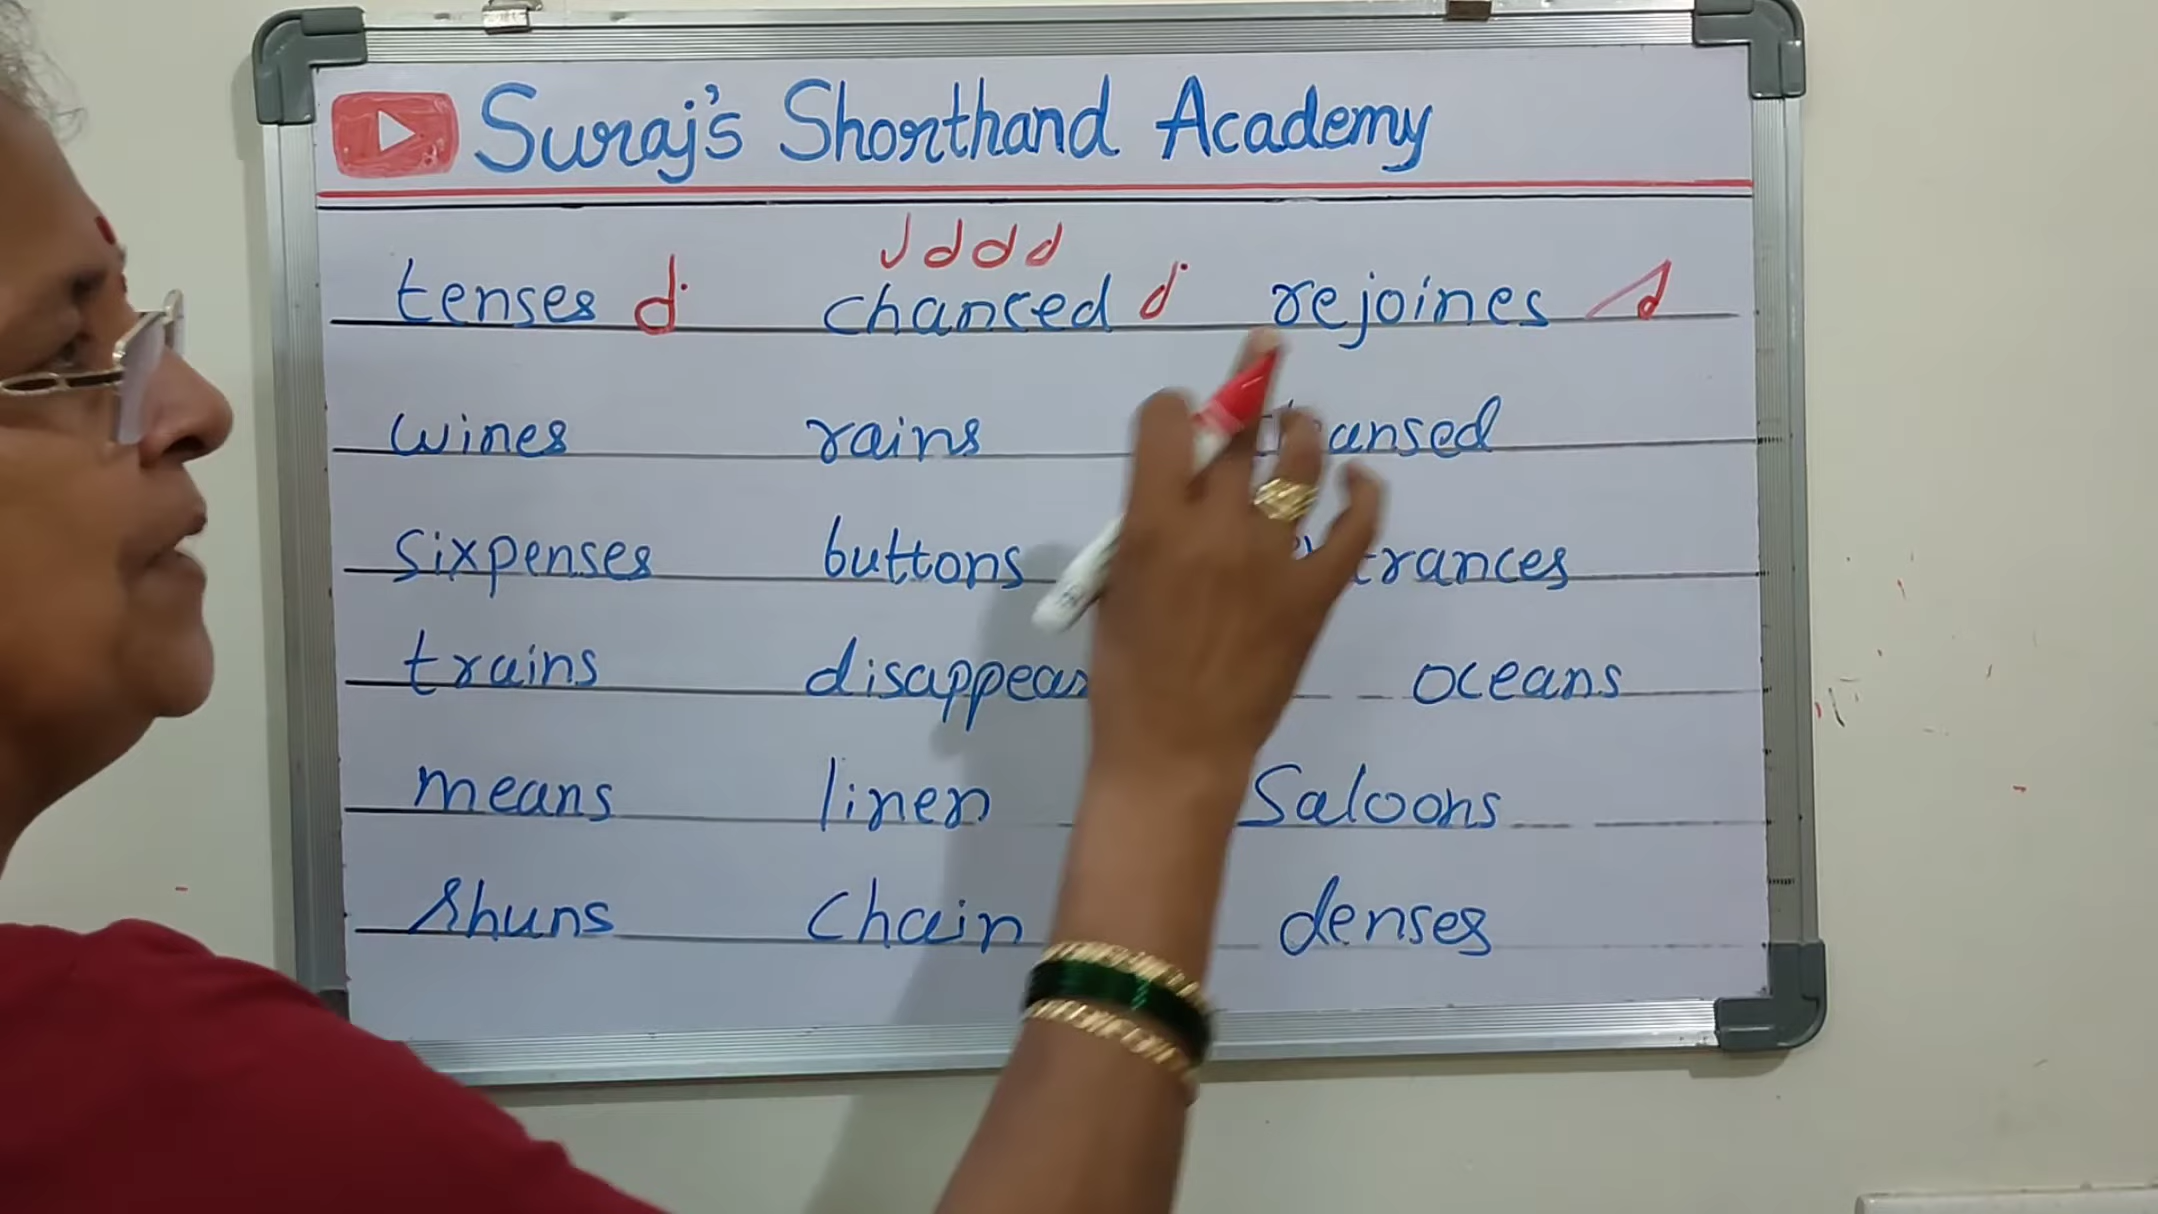 Suraj's Shorthand Academy
tenses chanced rejoines
wines rains
sixpenses buttons
trains oceans
means linen Saloons
shuns Chain denses